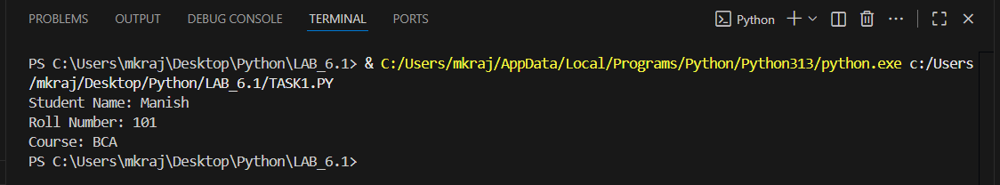 PROBLEMS OUTPUT DEBUG CONSOLE TERMINAL PORTS Python
PS C:\Users\mkraj\Desktop\Python\LAB_6.1> & C:/Users/mkraj/AppData/Local/Programs/Python/Python313/python.exe c:/Users
/mkraj/Desktop/Python/LAB_6.1/TASK1.PY
Student Name: Manish
Roll Number: 101
Course: BCA
PS C:\Users\mkraj\Desktop\Python\LAB_6.1>